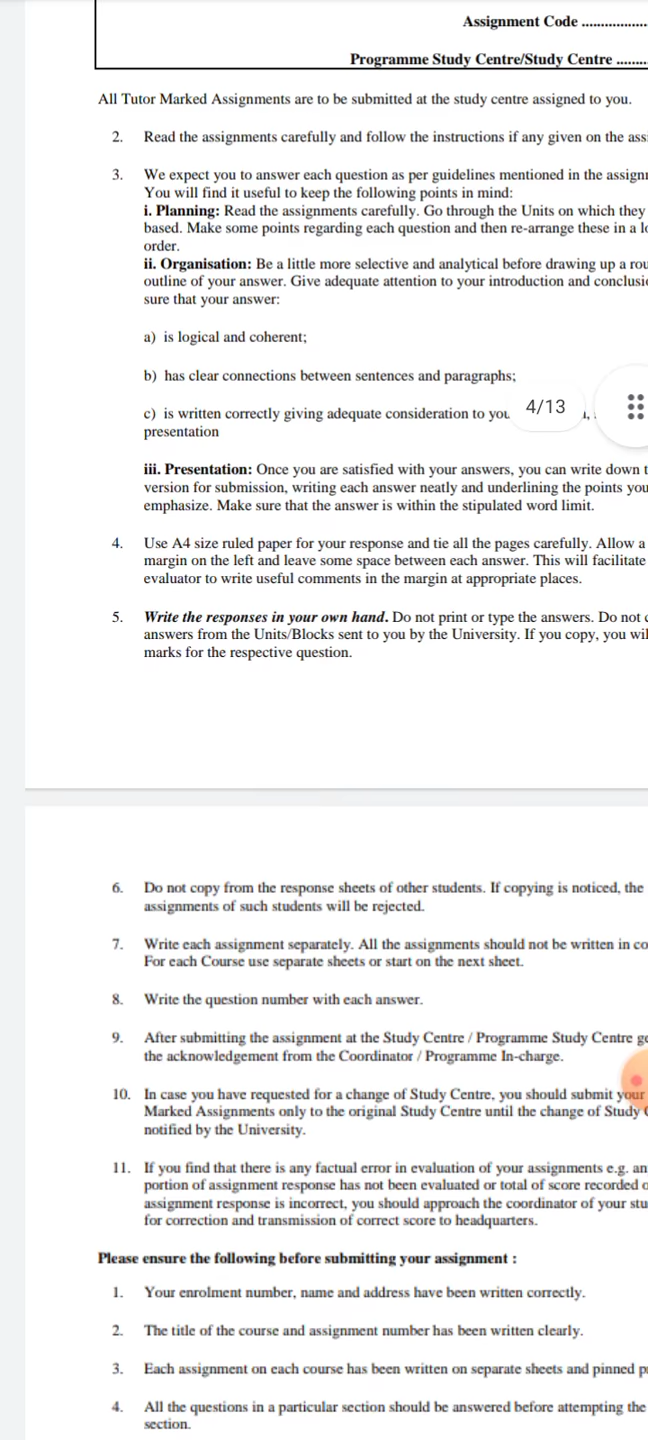 Assignment Code .................
Programme Study Centre/Study Centre ........
All Tutor Marked Assignments are to be submitted at the study centre assigned to you.
2. Read the assignments carefully and follow the instructions if any given on the
3. We expect you to answer each question as per guidelines mentioned in the
You will find it useful to keep the following points in mind:
i. Planning: Read the assignments carefully. Go through the Units on which they
based. Make some points regarding each question and then re-arrange these in a
order.
ii. Organisation: Be a little more selective and analytical before drawing up a
outline of your answer. Give adequate attention to your introduction and
sure that your answer:
a) is logical and coherent;
b) has clear connections between sentences and paragraphs;
c) is written correctly giving adequate consideration to
4/13
presentation
iii. Presentation: Once you are satisfied with your answers, you can write down
version for submission, writing each answer neatly and underlining the points
emphasize. Make sure that the answer is within the stipulated word limit.
4. Use A4 size ruled paper for your response and tie all the pages carefully. Allow a
margin on the left and leave some space between each answer. This will facilitate
evaluator to write useful comments in the margin at appropriate places.
5. Write the responses in your own hand. Do not print or type the answers. Do not
answers from the Units/Blocks sent to you by the University. If you copy, you
marks for the respective question.
6. Do not copy from the response sheets of other students. If copying is noticed, the
assignments of such students will be rejected.
7. Write each assignment separately. All the assignments should not be written in
For each Course use separate sheets or start on the next sheet.
8. Write the question number with each answer.
9. After submitting the assignment at the Study Centre / Programme Study Centre
the acknowledgement from the Coordinator / Programme In-charge.
10. In case you have requested for a change of Study Centre, you should submit your
Marked Assignments only to the original Study Centre until the change of Study
notified by the University.
11. If you find that there is any factual error in evaluation of your assignments e.g. an
portion of assignment response has not been evaluated or total of score recorded
assignment response is incorrect, you should approach the coordinator of your
for correction and transmission of correct score to headquarters.
Please ensure the following before submitting your assignment :
1. Your enrolment number, name and address have been written correctly.
2. The title of the course and assignment number has been written clearly.
3. Each assignment on each course has been written on separate sheets and pinned
4. All the questions in a particular section should be answered before attempting the
section.